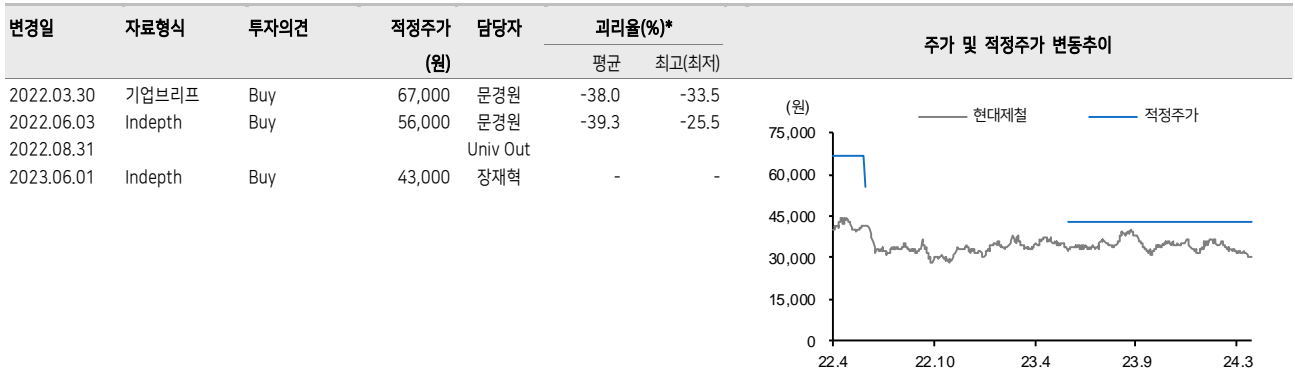 변경일 자료형식 투자의견 적정주가 담당자 괴리율(%)*
(원) 평균 최고(최저)
2022.03.30 기업브리프 Buy 67,000 문경원 -38.0 -33.5
2022.06.03 Indepth Buy 56,000 문경원 -39.3 -25.5
2022.08.31 Univ Out
2023.06.01 Indepth Buy 43,000 장재혁 - -
주가 및 적정주가 변동추이
(원) 현대제철 적정주가
75,000
60,000
45,000
30,000
15,000
0
22.4 22.10 23.4 23.9 24.3